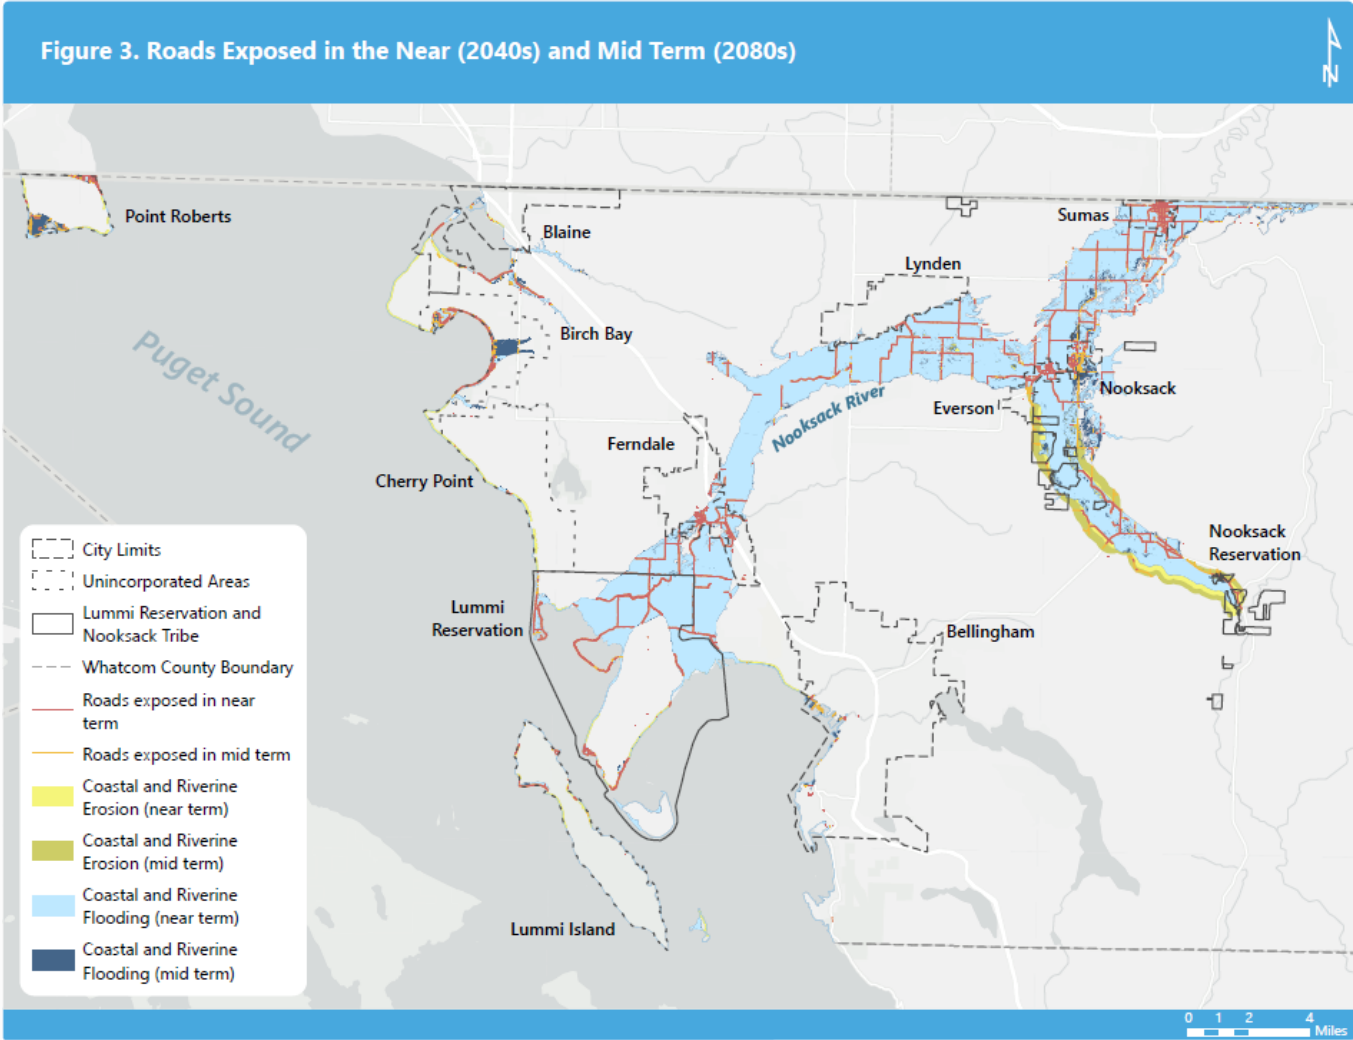 Figure 3. Roads Exposed in the Near (2040s) and Mid Term (2080s)
N
Point Roberts
Blaine
Sumas
Lynden
Birch Bay
Puget Sound
Nooksack
Nooksack River
Everson
Ferndale
Cherry Point
Nooksack
Reservation
Lummi
Reservation
Bellingham
Lummi Island
City Limits
Unincorporated Areas
Lummi Reservation and
Nooksack Tribe
Whatcom County Boundary
Roads exposed in near
term
Roads exposed in mid term
Coastal and Riverine
Erosion (near term)
Coastal and Riverine
Erosion (mid term)
Coastal and Riverine
Flooding (near term)
Coastal and Riverine
Flooding (mid term)
0 1 2 4
Miles